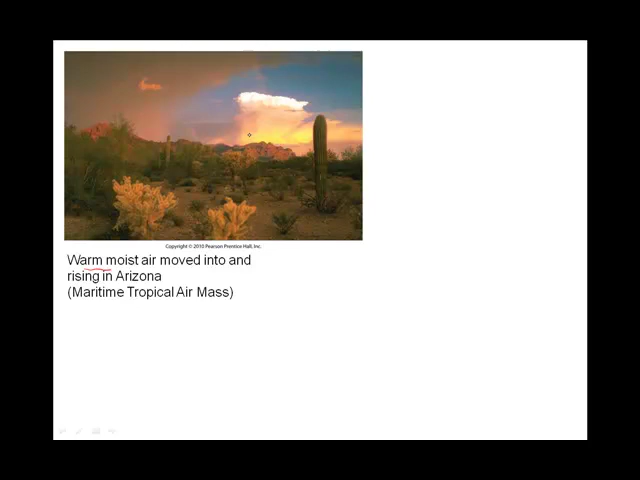 Copyright © 2010 Pearson Prentice Hall, Inc.
Warm moist air moved into and
rising in Arizona
(Maritime Tropical Air Mass)